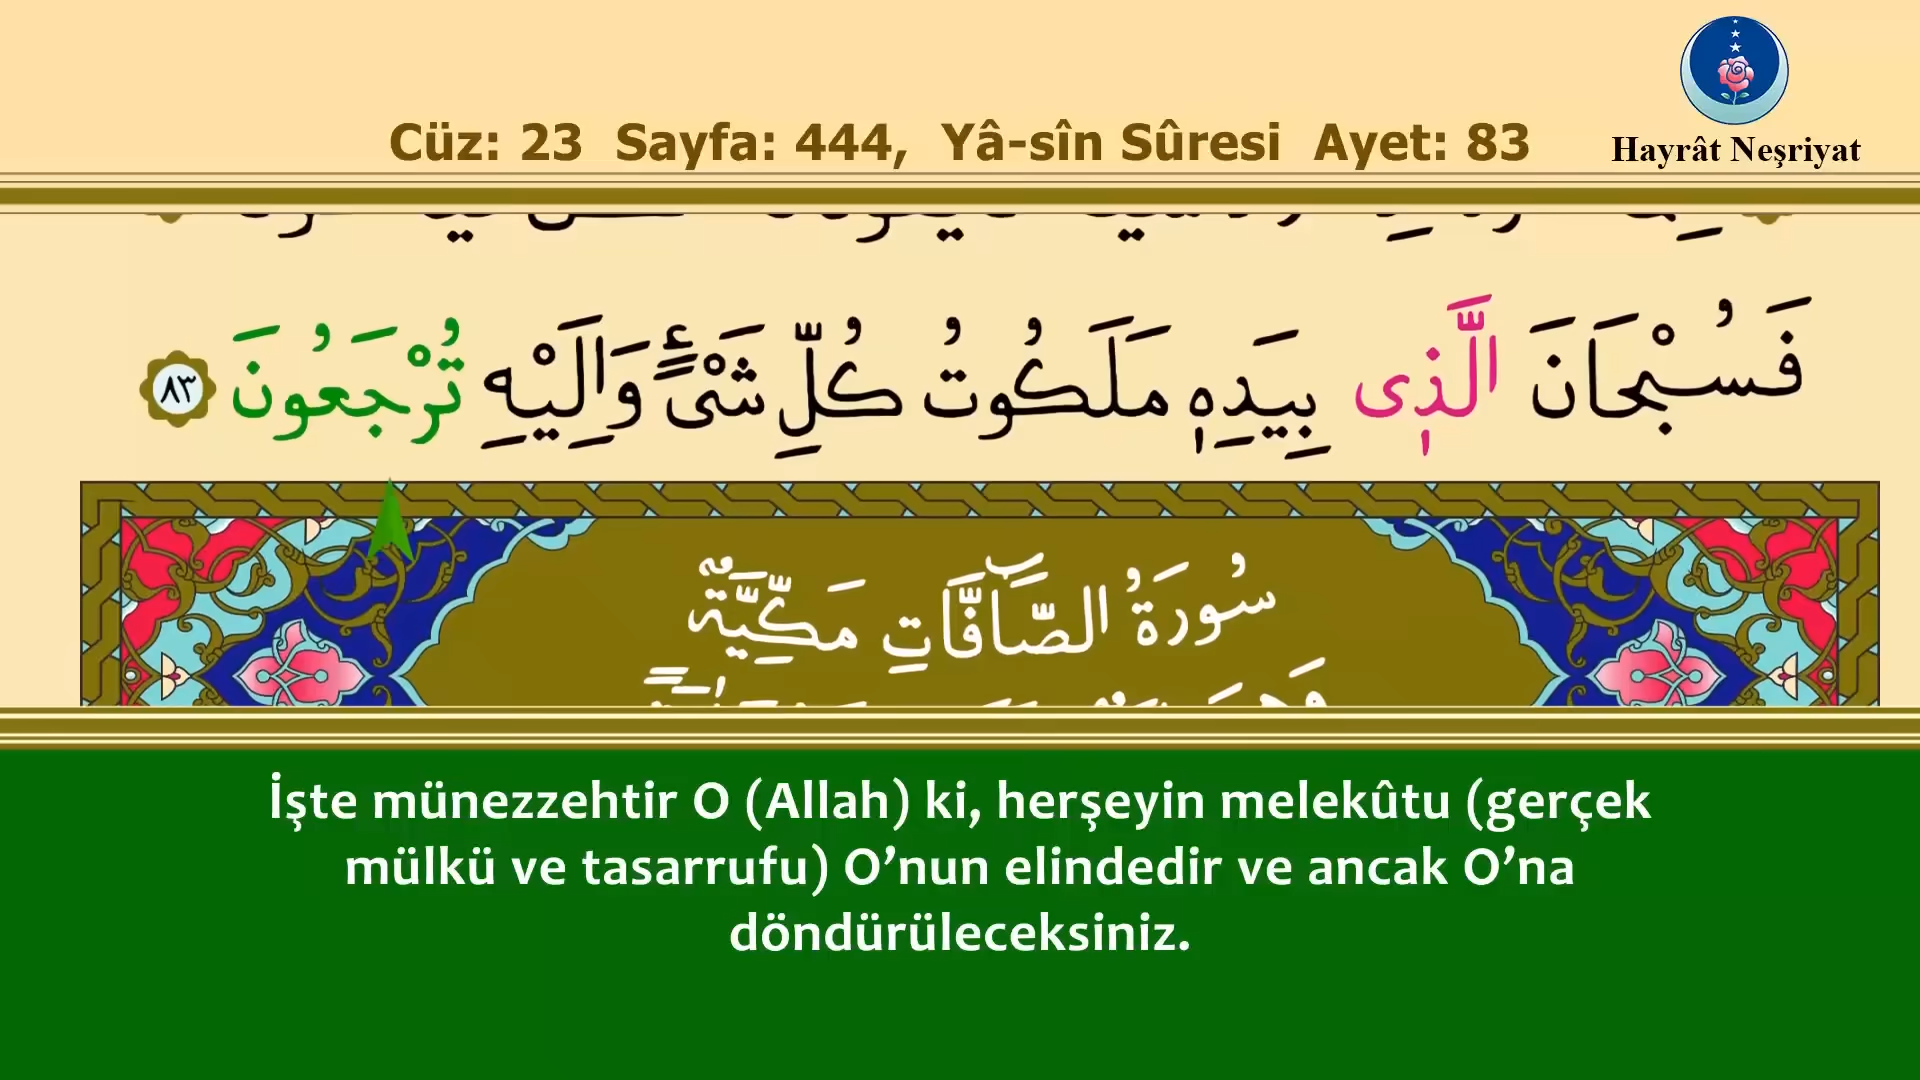 Cüz: 23 Sayfa: 444, Yâ-sîn Sûresi Ayet: 83
Hayrât Neşriyat
فَسُبْحَانَ الَّذٖى بِيَدِهٖ مَلَكُوتُ كُلِّ شَىْءٍ وَاِلَيْهِ تُرْجَعُونَ ٨٣
سُورَةُ الصَّٓافَّاتِ مَكِّيَّةٌ
İşte münezzehtir O (Allah) ki, herşeyin melekûtu (gerçek
mülkü ve tasarrufu) O’nun elindedir ve ancak O’na
döndürüleceksiniz.